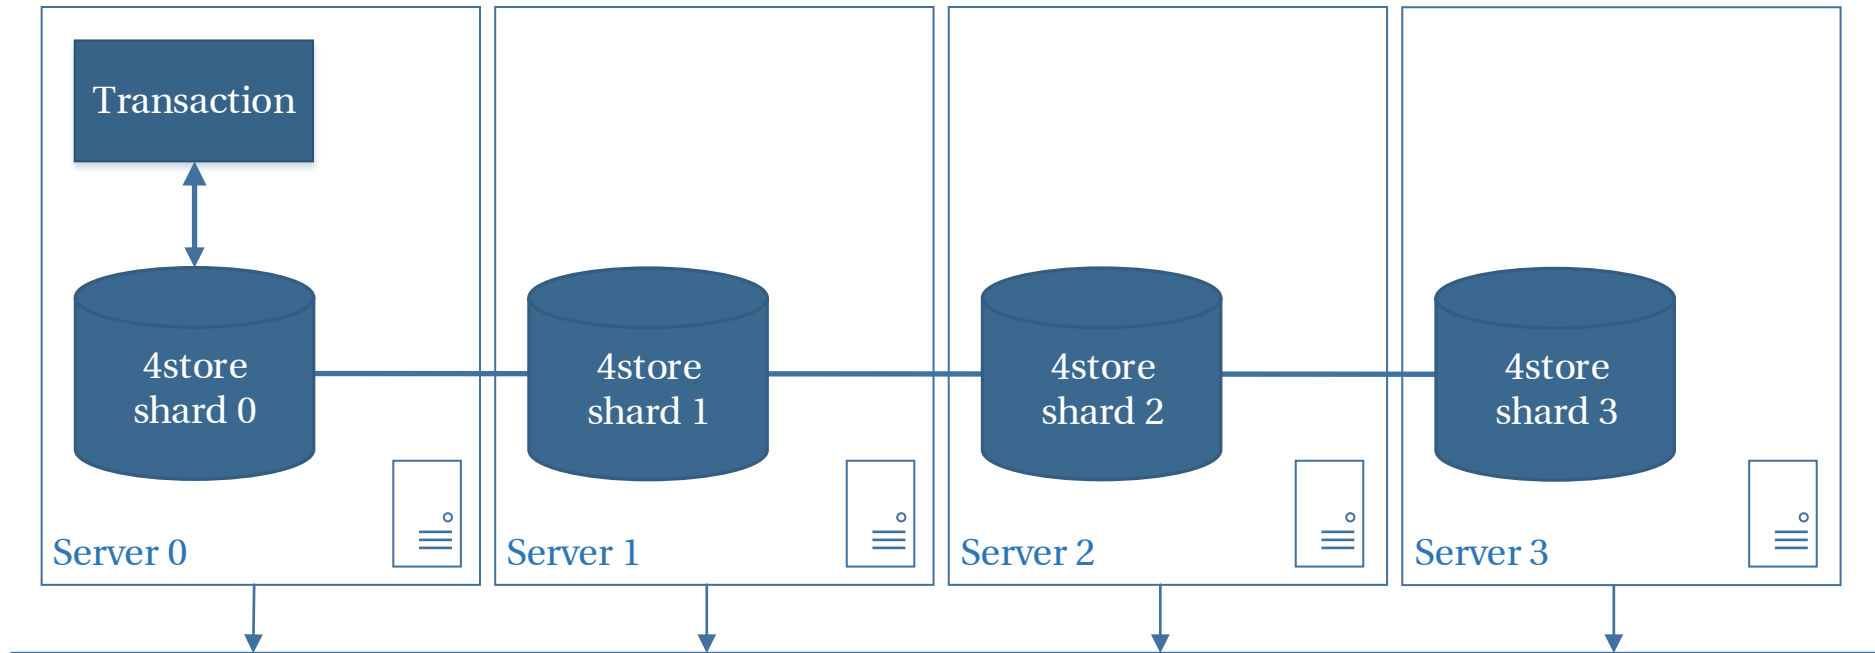 Transaction
4store
shard 0
4store
shard 1
4store
shard 2
4store
shard 3
Server 0
Server 1
Server 2
Server 3